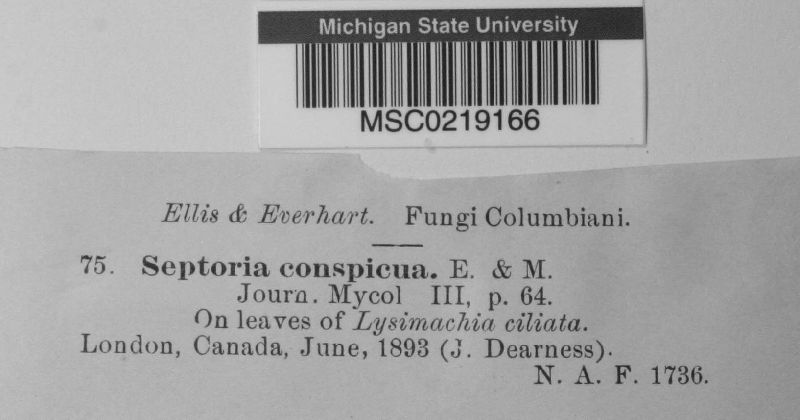 Michigan State University
MSC0219166
Ellis & Everhart. Fungi Columbiani.
75. Septoria conspicua. E. & M.
Journ. Mycol III, p. 64.
On leaves of Lysimachia ciliata.
London, Canada, June, 1893 (J. Dearness).
N. A. F. 1736.